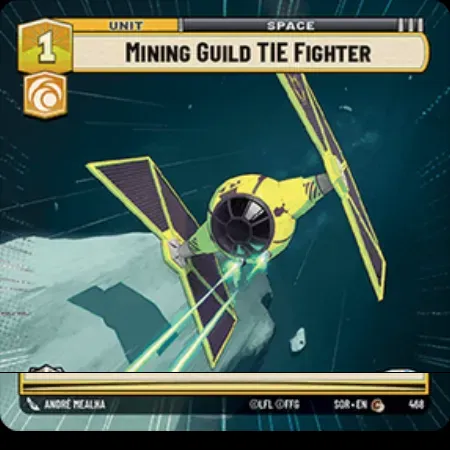 UNIT
SPACE
1
MINING GUILD TIE FIGHTER
ANDRÉ MEALHA
©LFL ©FFG
SOR • EN C 468